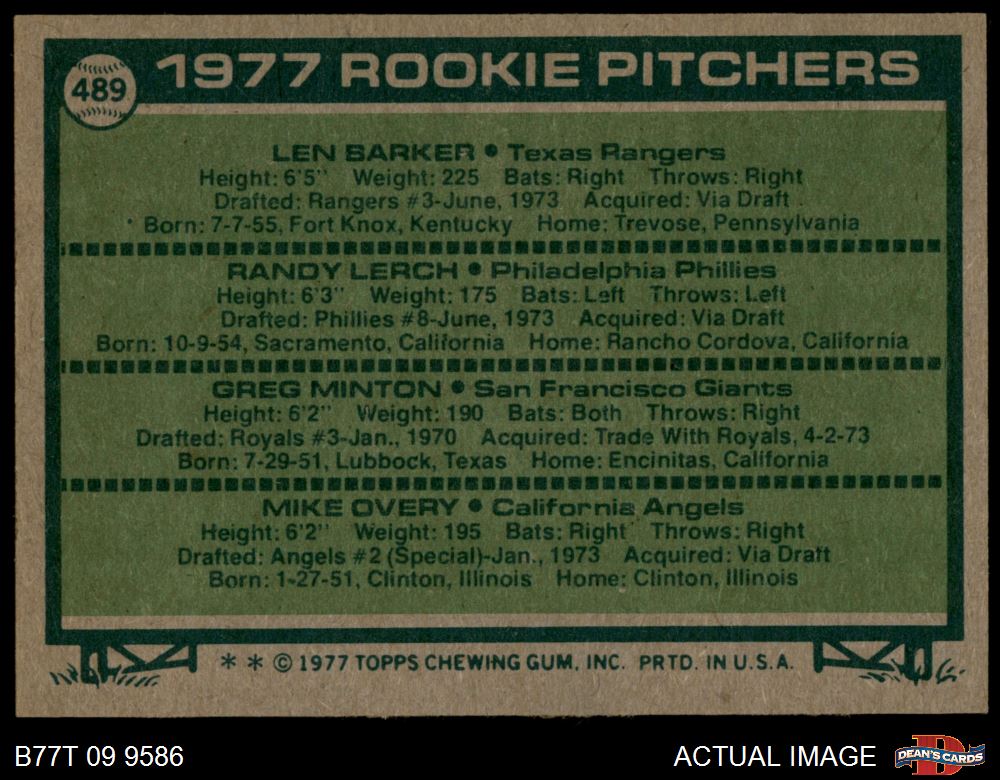 489
1977 ROOKIE PITCHERS
LEN BARKER • Texas Rangers
Height: 6'5" Weight: 225 Bats: Right Throws: Right
Drafted: Rangers #3-June, 1973 Acquired: Via Draft
Born: 7-7-55, Fort Knox, Kentucky Home: Trevose, Pennsylvania
RANDY LERCH • Philadelphia Phillies
Height: 6'3" Weight: 175 Bats: Left Throws: Left
Drafted: Phillies #8-June, 1973 Acquired: Via Draft
Born: 10-9-54, Sacramento, California Home: Rancho Cordova, California
GREG MINTON • San Francisco Giants
Height: 6'2" Weight: 190 Bats: Both Throws: Right
Drafted: Royals #3-Jan., 1970 Acquired: Trade With Royals, 4-2-73
Born: 7-29-51, Lubbock, Texas Home: Encinitas, California
MIKE OVERY • California Angels
Height: 6'2" Weight: 195 Bats: Right Throws: Right
Drafted: Angels #2 (Special)-Jan., 1973 Acquired: Via Draft
Born: 1-27-51, Clinton, Illinois Home: Clinton, Illinois
* * © 1977 TOPPS CHEWING GUM, INC. PRTD. IN U.S.A.
B77T 09 9586
ACTUAL IMAGE
DEAN'S CARDS